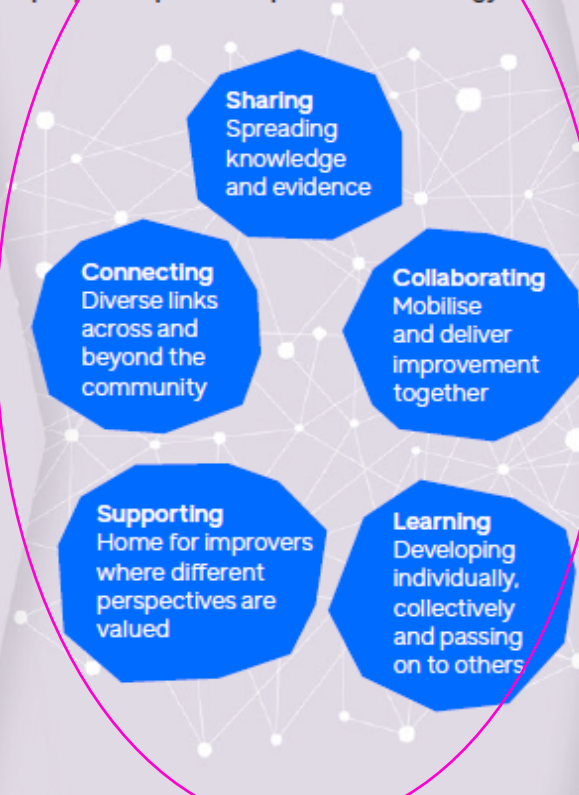 Sharing
Spreading
knowledge
and evidence
Connecting
Diverse links
across and
beyond the
community
Collaborating
Mobilise
and deliver
improvement
together
Supporting
Home for improvers
where different
perspectives are
valued
Learning
Developing
individually,
collectively
and passing
on to others